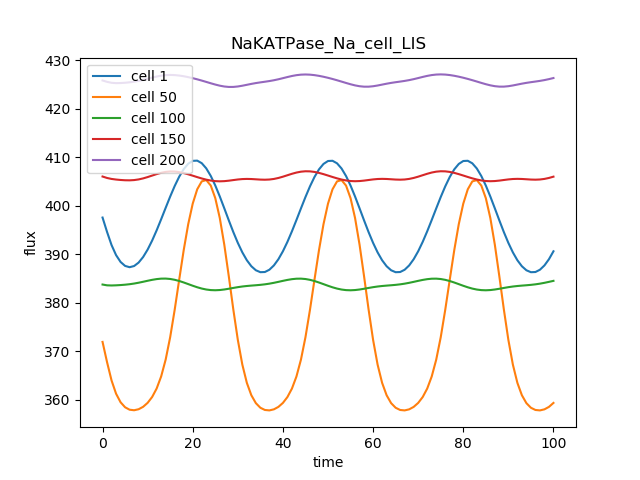 NaKATPase_Na_cell_LIS
430
420
410
400
390
380
370
360
flux
cell 1
cell 50
cell 100
cell 150
cell 200
0 20 40 60 80 100
time